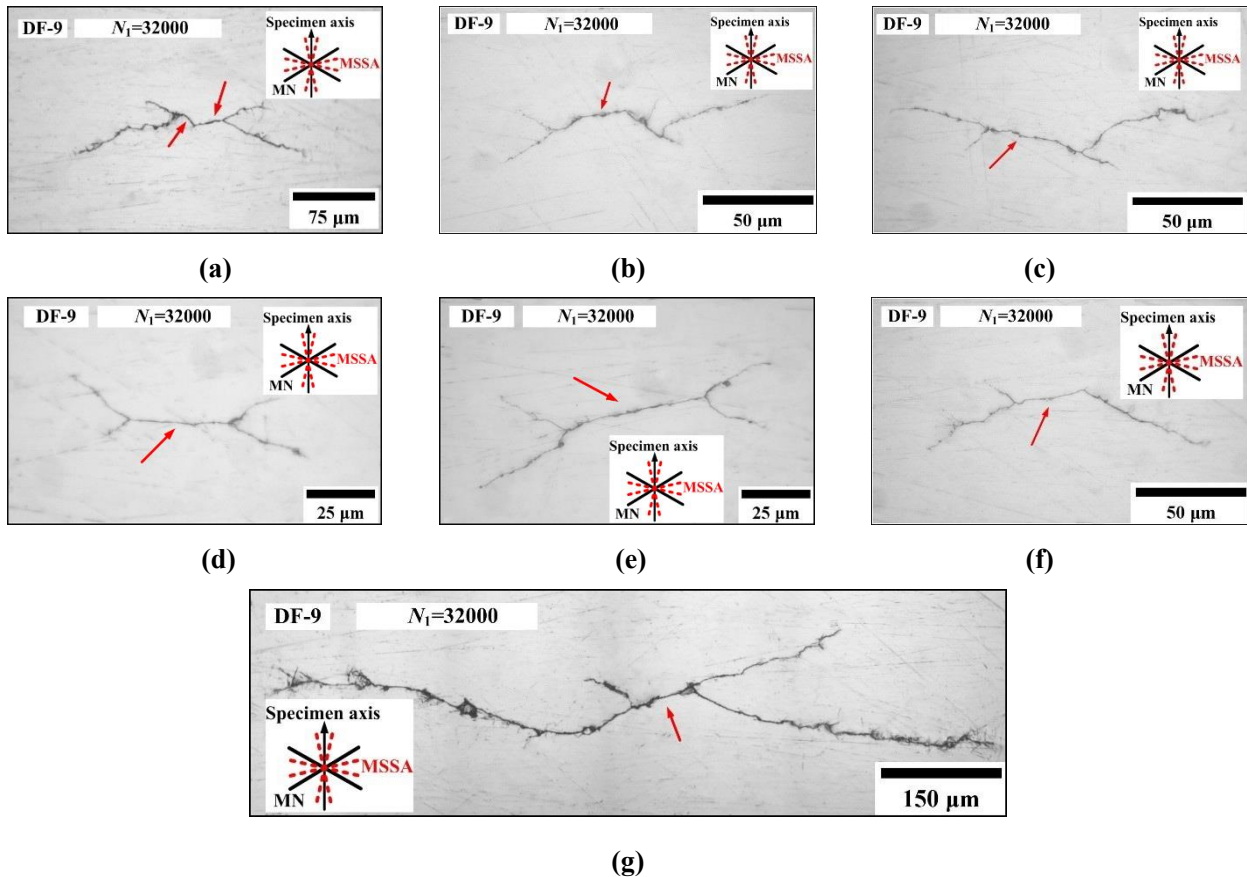 DF-9 N₁=32000 Specimen axis
MSSA
MN
75 µm
(a)
DF-9 N₁=32000 Specimen axis
MSSA
MN
50 µm
(b)
DF-9 N₁=32000 Specimen axis
MSSA
MN
50 µm
(c)
DF-9 N₁=32000 Specimen axis
MSSA
MN
25 µm
(d)
DF-9 N₁=32000
Specimen axis
MSSA
MN
25 µm
(e)
DF-9 N₁=32000 Specimen axis
MSSA
MN
50 µm
(f)
DF-9 N₁=32000
Specimen axis
MSSA
MN
150 µm
(g)